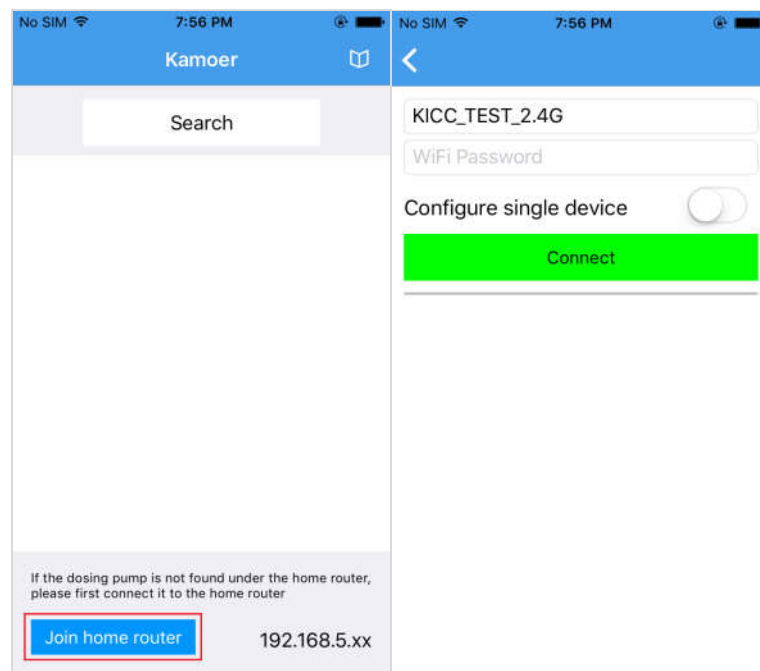 No SIM 7:56 PM
Kamoer
Search
If the dosing pump is not found under the home router,
please first connect it to the home router
Join home router
192.168.5.xx
No SIM 7:56 PM
KICC_TEST_2.4G
WiFi Password
Configure single device
Connect